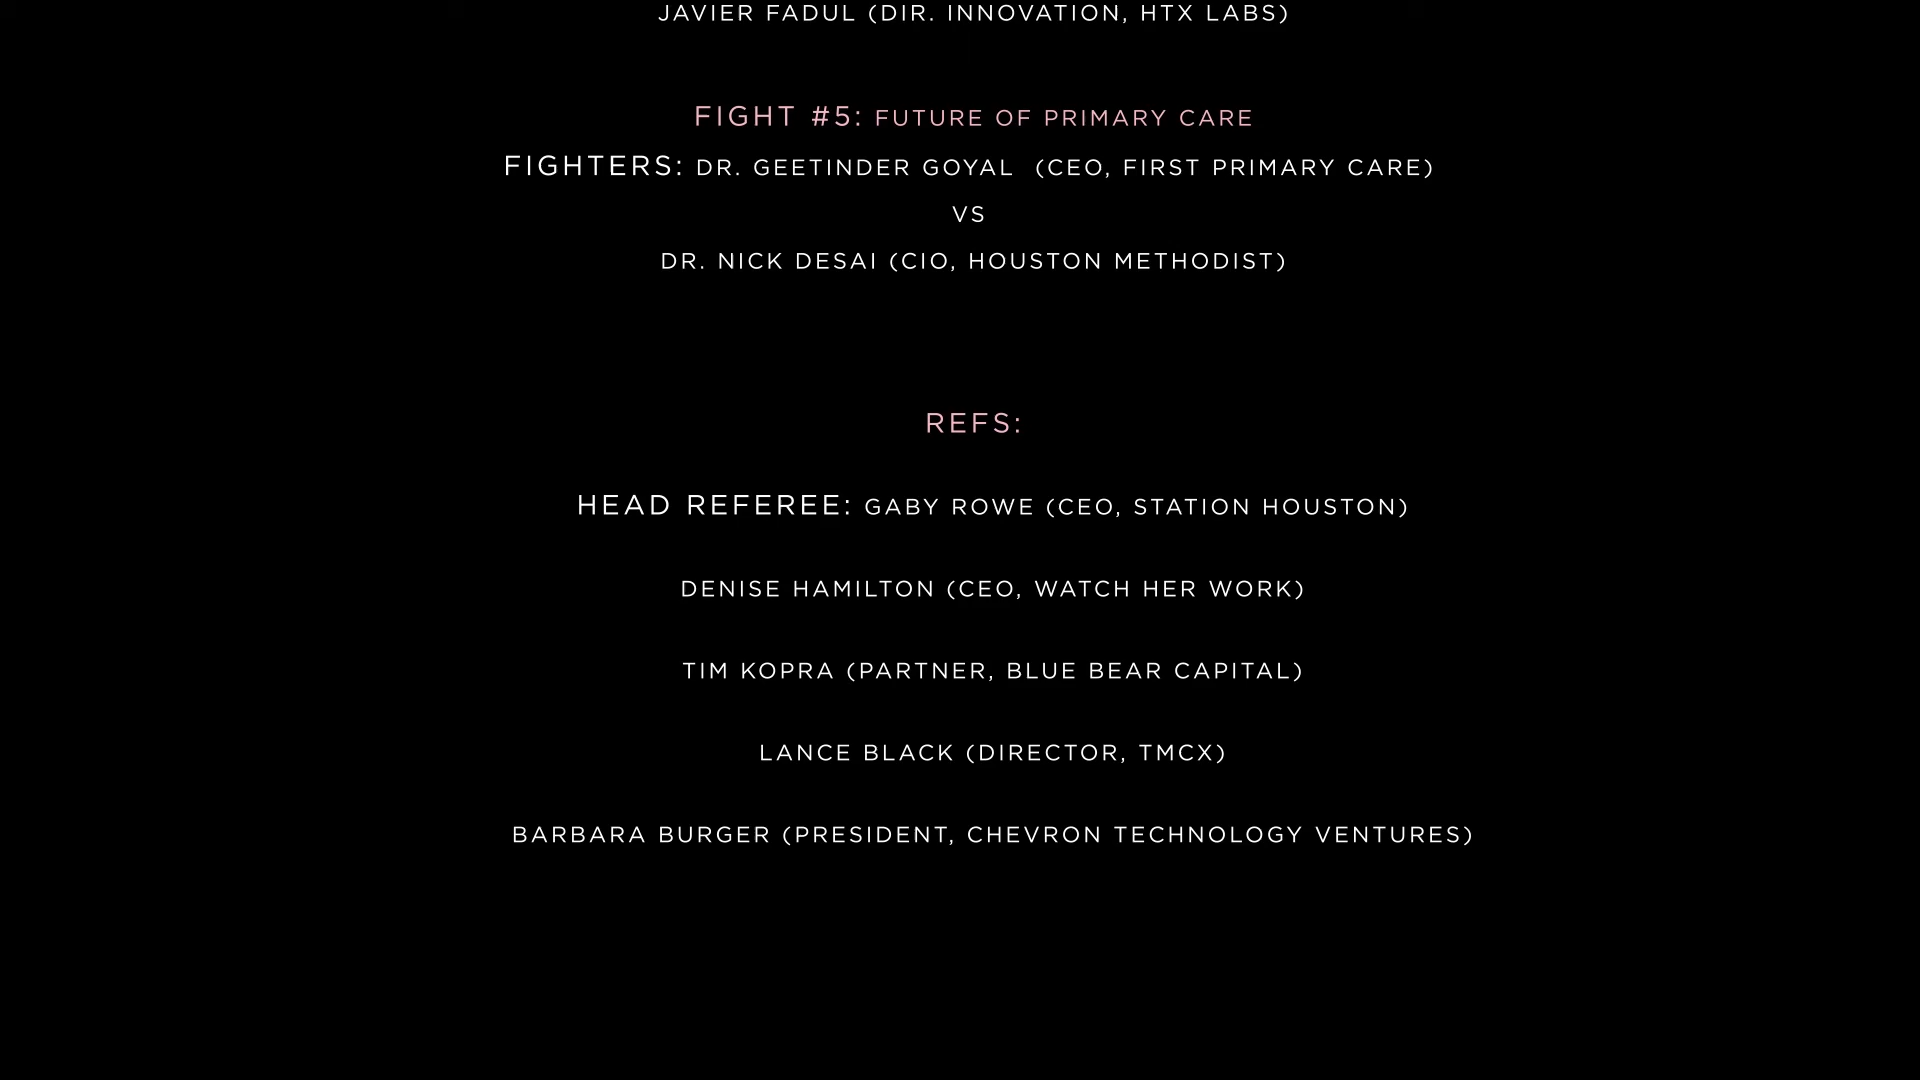 JAVIER FADUL (DIR. INNOVATION, HTX LABS)
FIGHT #5: FUTURE OF PRIMARY CARE
FIGHTERS: DR. GEETINDER GOYAL (CEO, FIRST PRIMARY CARE)
VS
DR. NICK DESAI (CIO, HOUSTON METHODIST)
REFS:
HEAD REFEREE: GABY ROWE (CEO, STATION HOUSTON)
DENISE HAMILTON (CEO, WATCH HER WORK)
TIM KOPRA (PARTNER, BLUE BEAR CAPITAL)
LANCE BLACK (DIRECTOR, TMCX)
BARBARA BURGER (PRESIDENT, CHEVRON TECHNOLOGY VENTURES)